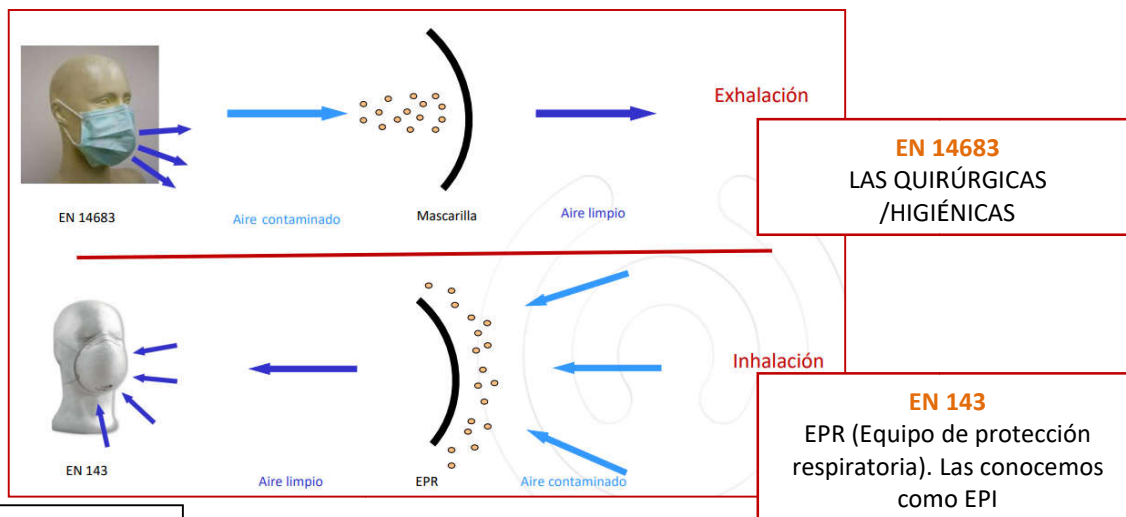 Exhalación
EN 14683
LAS QUIRÚRGICAS
/HIGIÉNICAS
EN 14683
Aire contaminado
Mascarilla
Aire limpio
Inhalación
EN 143
EPR (Equipo de protección
respiratoria). Las conocemos
como EPI
EN 143
Aire limpio
EPR
Aire contaminado